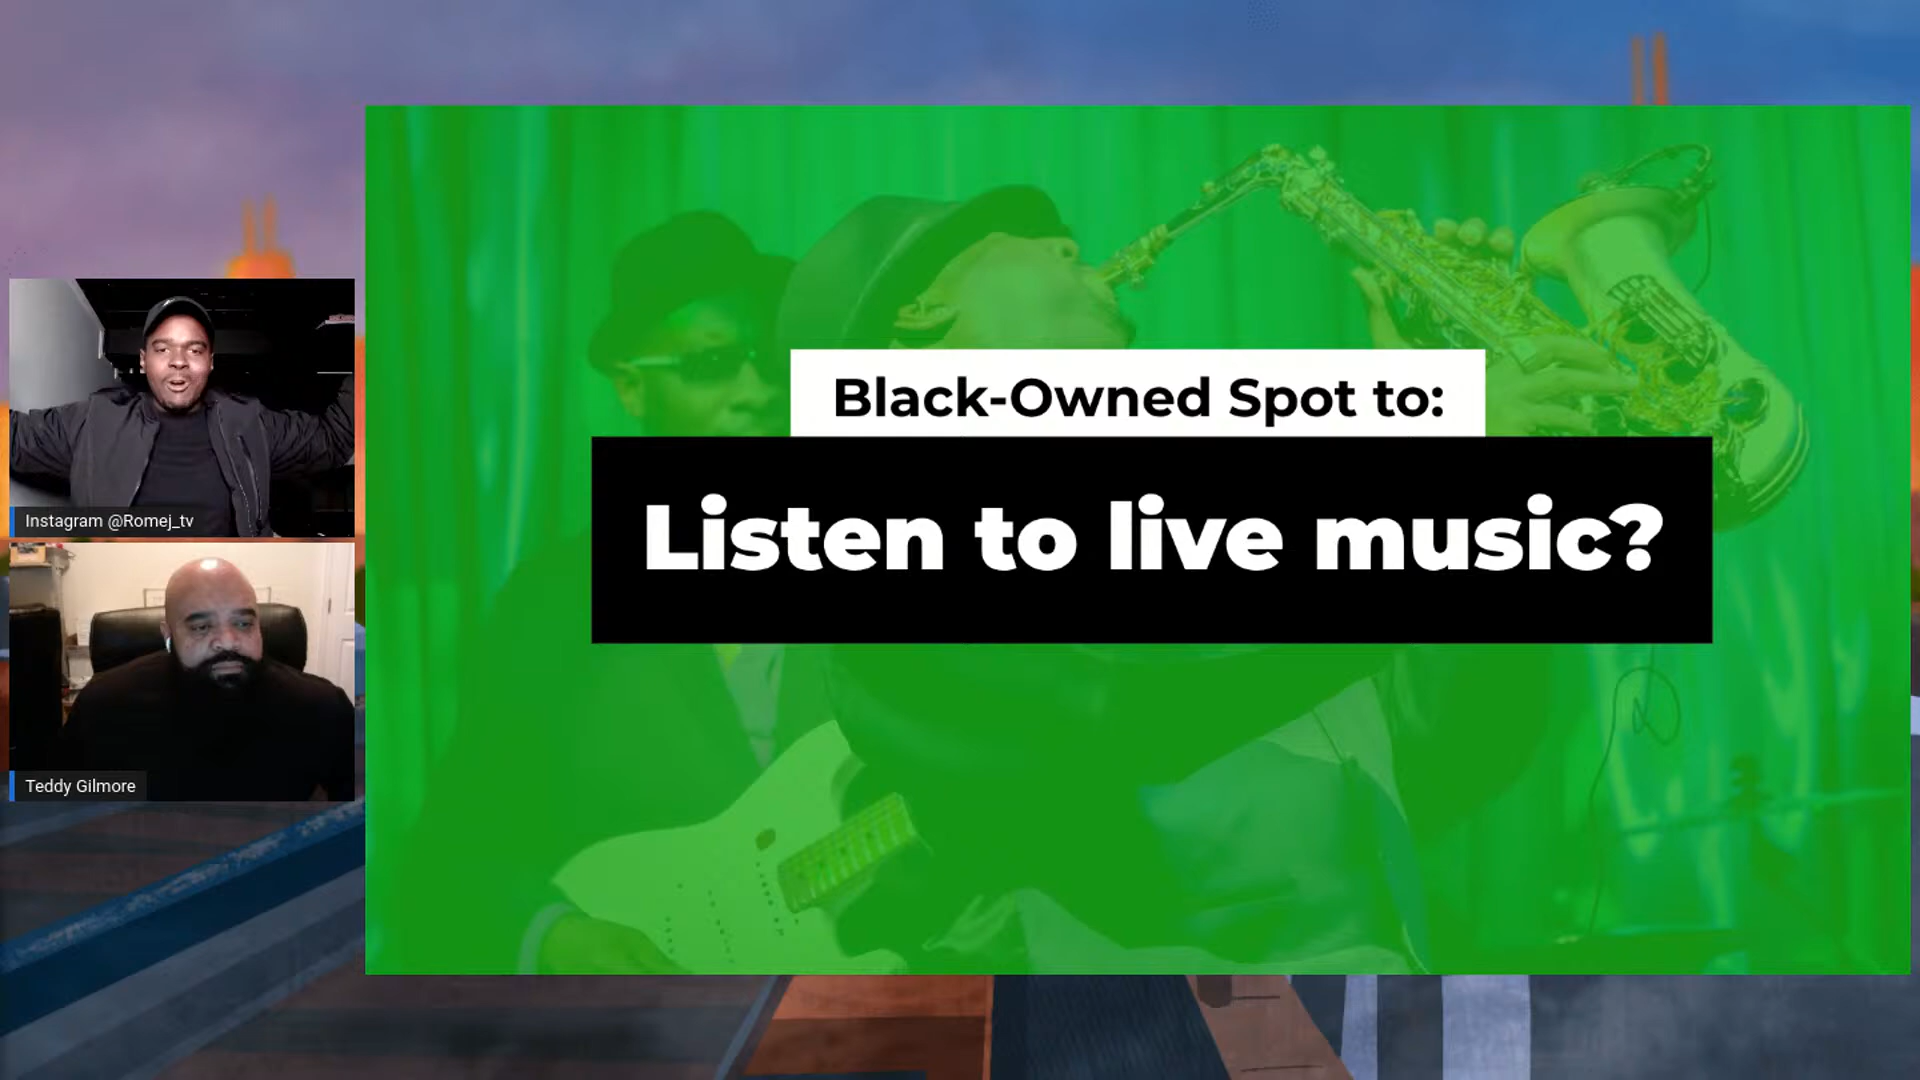 Black-Owned Spot to:
Listen to live music?
Instagram @Romej_tv
Teddy Gilmore